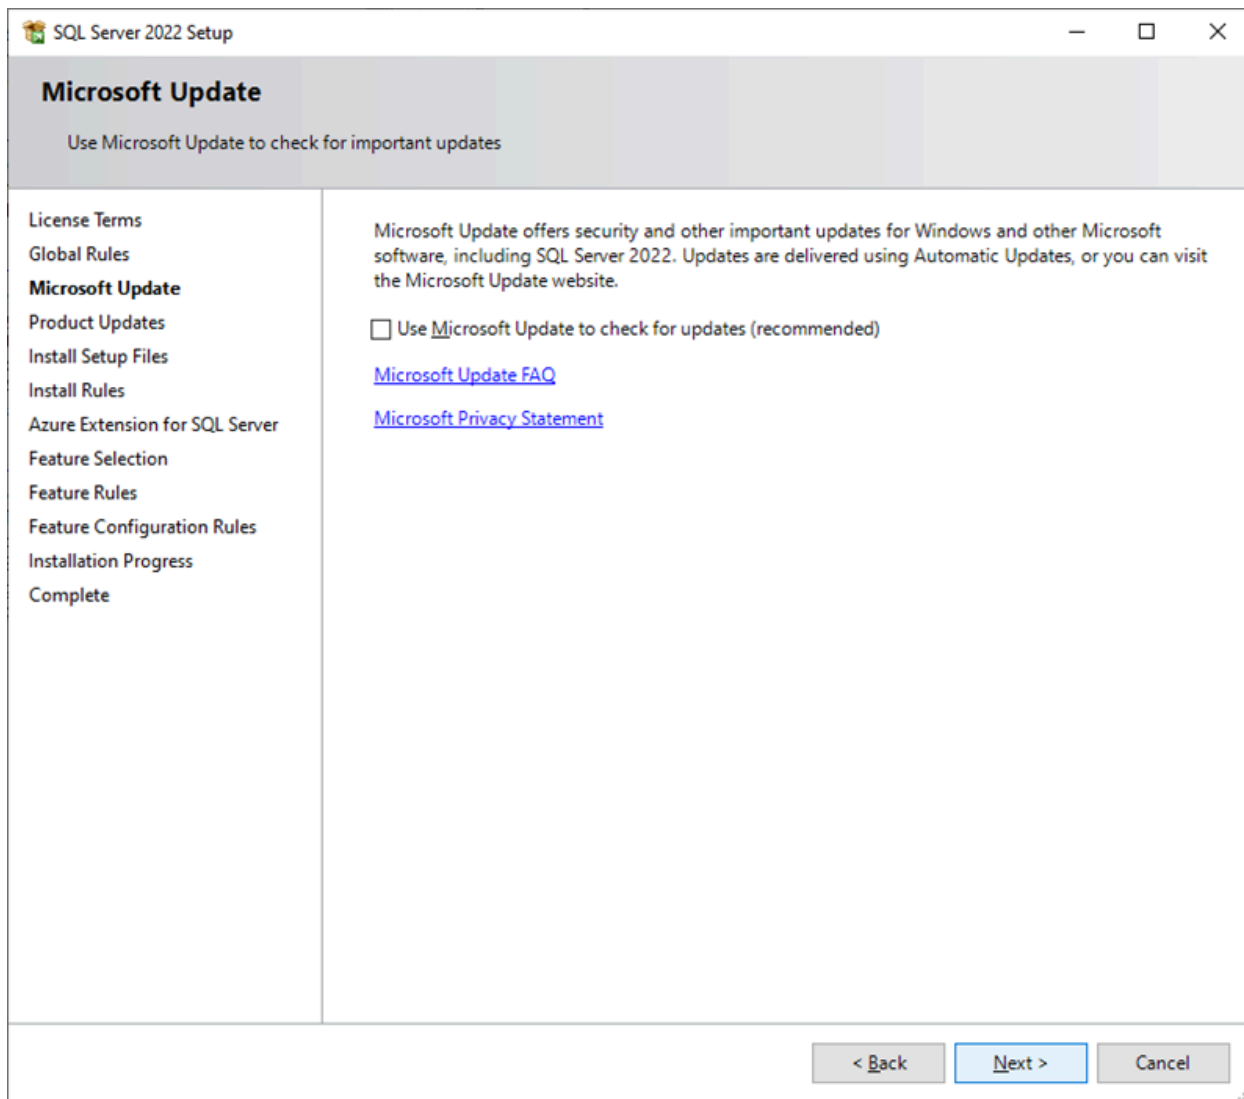 SQL Server 2022 Setup
Microsoft Update
Use Microsoft Update to check for important updates
License Terms
Global Rules
Microsoft Update
Product Updates
Install Setup Files
Install Rules
Azure Extension for SQL Server
Feature Selection
Feature Rules
Feature Configuration Rules
Installation Progress
Complete
Microsoft Update offers security and other important updates for Windows and other Microsoft
software, including SQL Server 2022. Updates are delivered using Automatic Updates, or you can visit
the Microsoft Update website.
Use Microsoft Update to check for updates (recommended)
Microsoft Update FAQ
Microsoft Privacy Statement
< Back
Next >
Cancel